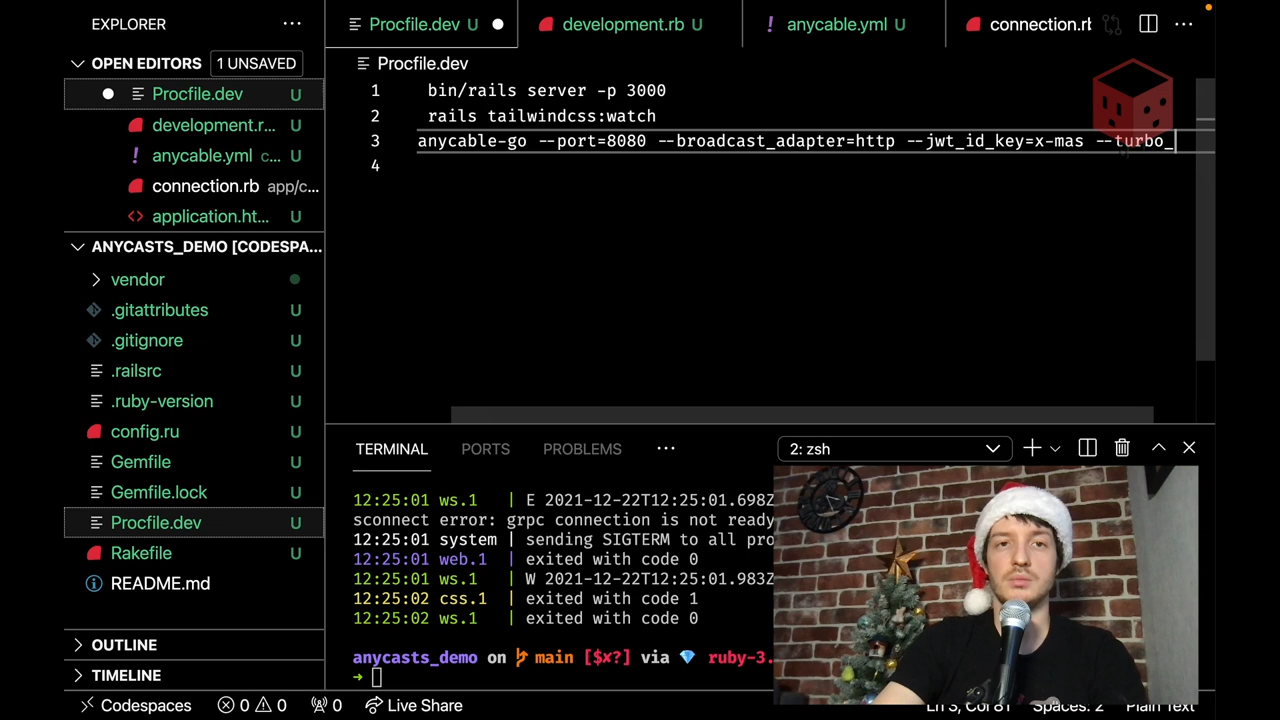 EXPLORER ...
OPEN EDITORS 1 UNSAVED
Procfile.dev U
development.r... U
anycable.yml c... U
connection.rb app/c...
application.ht... U
ANYCASTS_DEMO [CODESPA...
vendor
.gitattributes U
.gitignore U
.railsrc U
.ruby-version U
config.ru U
Gemfile U
Gemfile.lock U
Procfile.dev U
Rakefile U
README.md
OUTLINE
TIMELINE
Procfile.dev U development.rb U anycable.yml U connection.rb ...
Procfile.dev
1 bin/rails server -p 3000
2 rails tailwindcss:watch
3 anycable-go --port=8080 --broadcast_adapter=http --jwt_id_key=x-mas --turbo_
4
TERMINAL PORTS PROBLEMS ... 2: zsh
12:25:01 ws.1 | E 2021-12-22T12:25:01.698Z
sconnect error: grpc connection is not ready
12:25:01 system | sending SIGTERM to all pro
12:25:01 web.1 | exited with code 0
12:25:01 ws.1 | W 2021-12-22T12:25:01.983Z
12:25:02 css.1 | exited with code 1
12:25:02 ws.1 | exited with code 0
anycasts_demo on main [$✘?] via 💎 ruby-3.
➜
Codespaces 0 0 0 Live Share Ln 3, Col 81 Spaces: 2 Plain Text